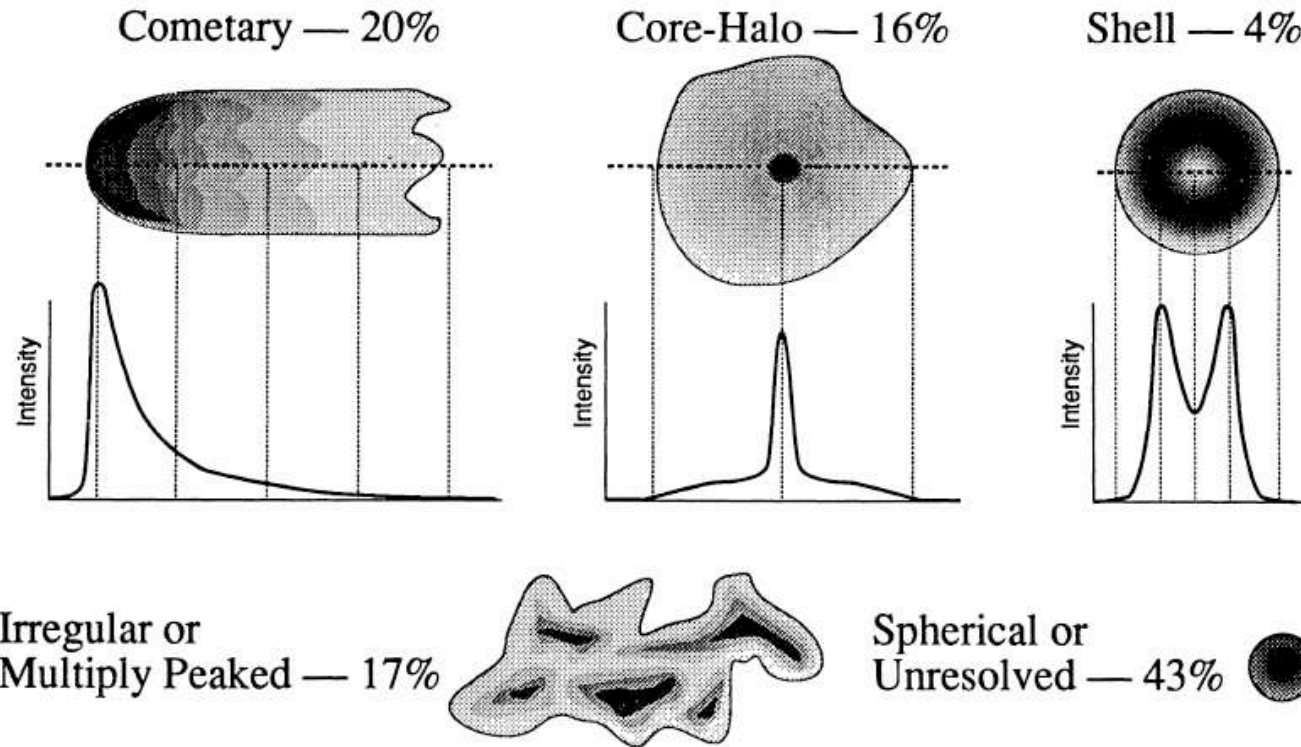 Cometary — 20%
Core-Halo — 16%
Shell — 4%
Intensity
Intensity
Intensity
Irregular or
Multiply Peaked — 17%
Spherical or
Unresolved — 43%